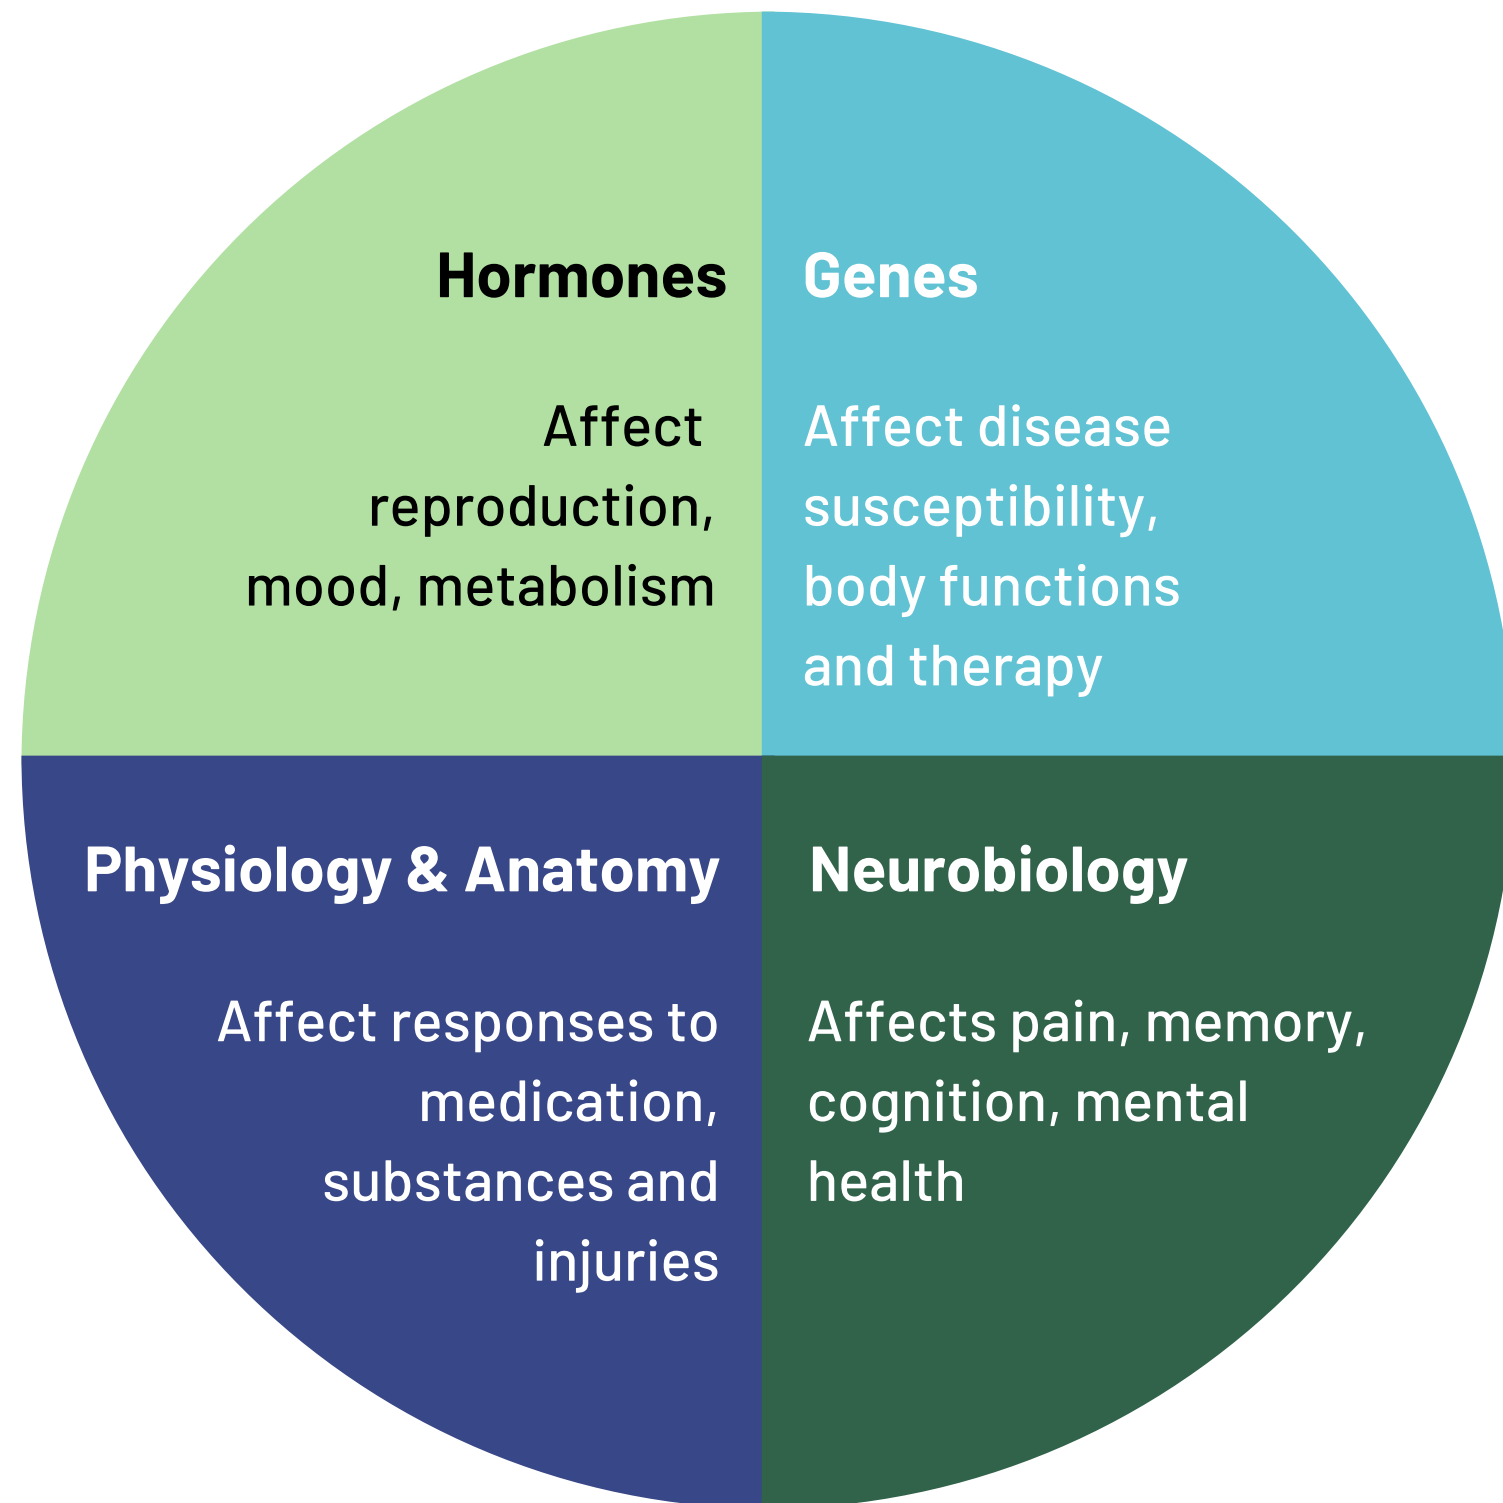 Hormones
Affect
reproduction,
mood, metabolism
Genes
Affect disease
susceptibility,
body functions
and therapy
Physiology & Anatomy
Affect responses to
medication,
substances and
injuries
Neurobiology
Affects pain, memory,
cognition, mental
health